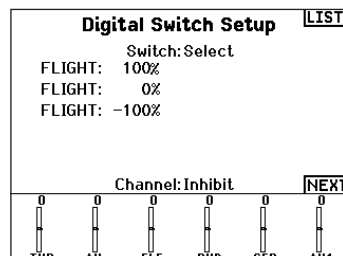 Digital Switch Setup LIST
Switch: Select
FLIGHT: 100%
FLIGHT: 0%
FLIGHT: -100%
Channel: Inhibit NEXT
0 0 0 0 0 0